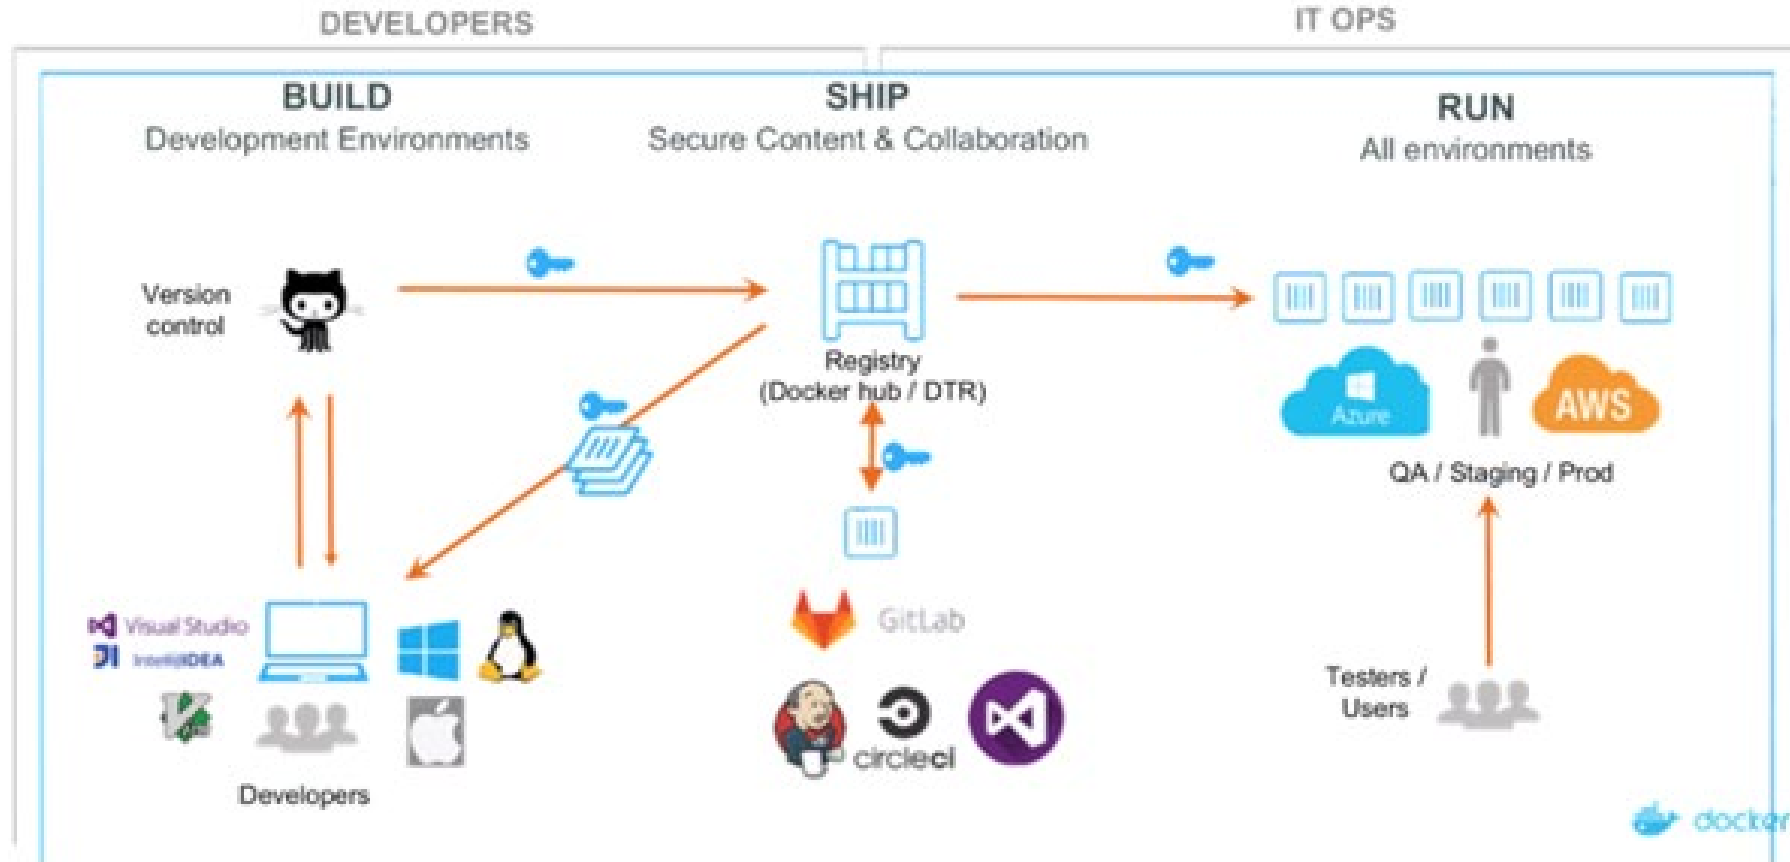 DEVELOPERS
IT OPS
BUILD
Development Environments
SHIP
Secure Content & Collaboration
RUN
All environments
Version
control
Registry
(Docker hub / DTR)
Azure
AWS
QA / Staging / Prod
Visual Studio
IntelliJIDEA
GitLab
circleci
Testers /
Users
Developers
docker